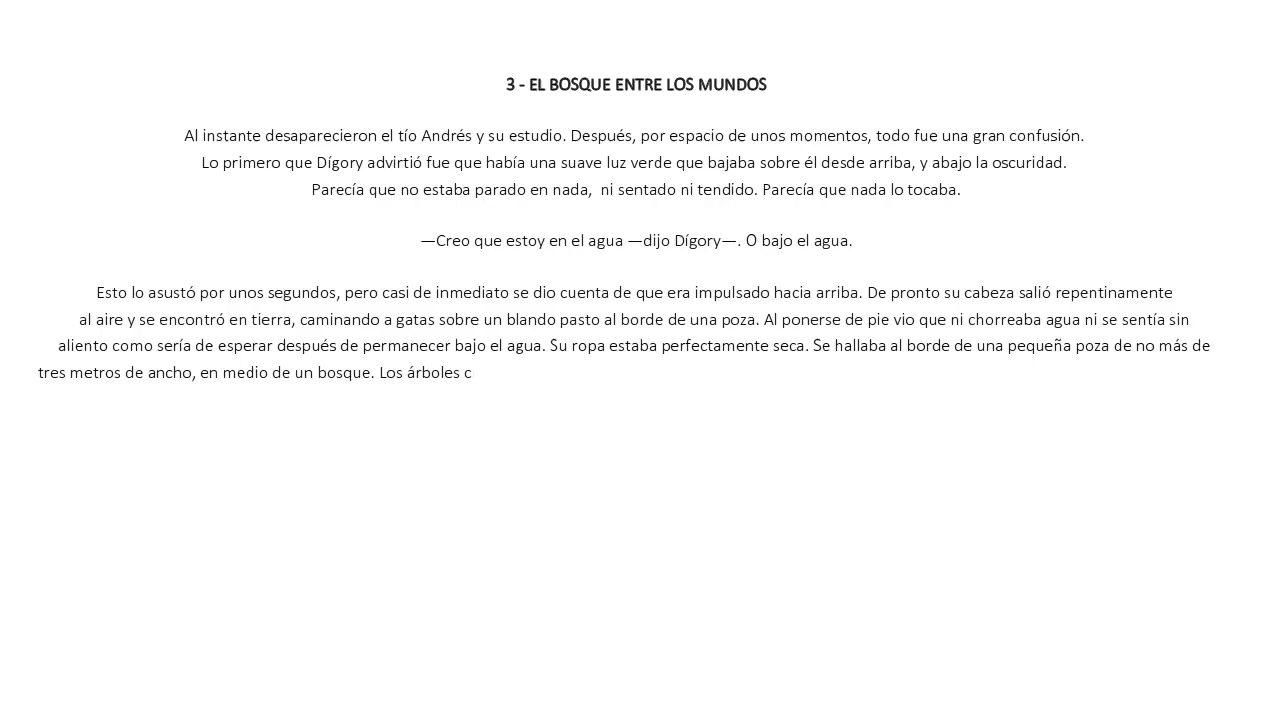 3 - EL BOSQUE ENTRE LOS MUNDOS
Al instante desaparecieron el tío Andrés y su estudio. Después, por espacio de unos momentos, todo fue una gran confusión.
Lo primero que Dígory advirtió fue que había una suave luz verde que bajaba sobre él desde arriba, y abajo la oscuridad.
Parecía que no estaba parado en nada,  ni sentado ni tendido. Parecía que nada lo tocaba.
—Creo que estoy en el agua —dijo Dígory—. O bajo el agua.
Esto lo asustó por unos segundos, pero casi de inmediato se dio cuenta de que era impulsado hacia arriba. De pronto su cabeza salió repentinamente
al aire y se encontró en tierra, caminando a gatas sobre un blando pasto al borde de una poza. Al ponerse de pie vio que ni chorreaba agua ni se sentía sin
aliento como sería de esperar después de permanecer bajo el agua. Su ropa estaba perfectamente seca. Se hallaba al borde de una pequeña poza de no más de
tres metros de ancho, en medio de un bosque. Los árboles c